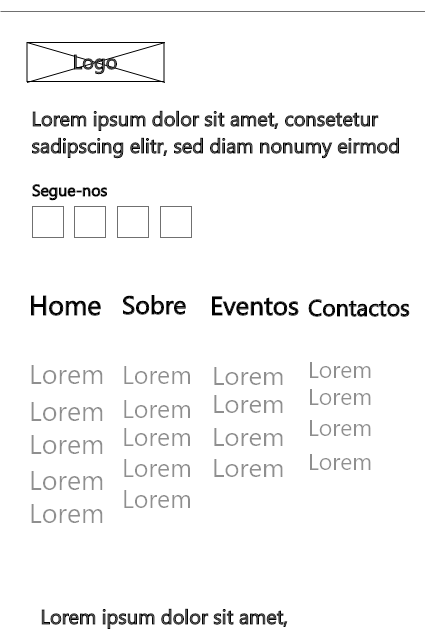 Logo
Lorem ipsum dolor sit amet, consetetur
sadipscing elitr, sed diam nonumy eirmod
Segue-nos
Home Sobre Eventos Contactos
Lorem Lorem Lorem Lorem
Lorem Lorem Lorem Lorem
Lorem Lorem Lorem Lorem
Lorem Lorem Lorem Lorem
Lorem Lorem
Lorem ipsum dolor sit amet,